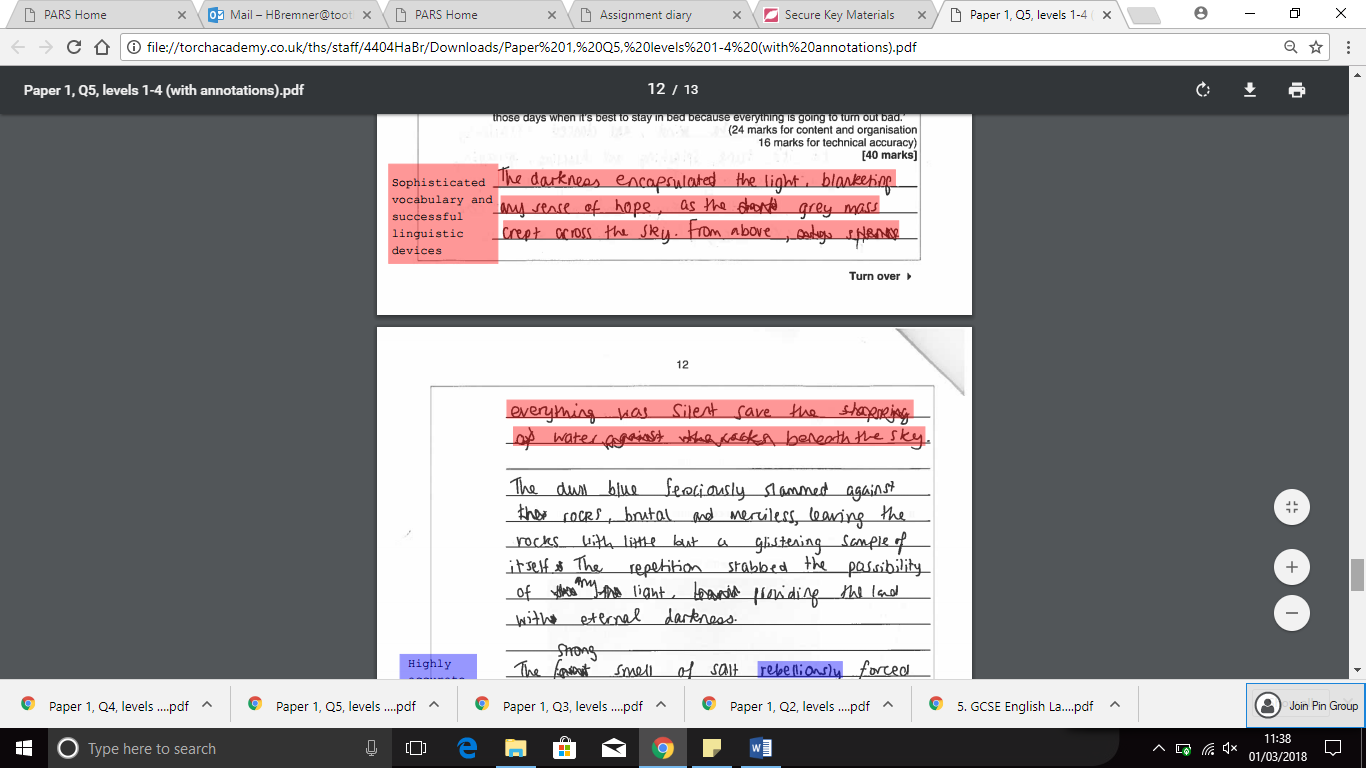 PARS Home
Mail – HBremner@toot
PARS Home
Assignment diary
Secure Key Materials
Paper 1, Q5, levels 1-4 (
file://torchacademy.co.uk/ths/staff/4404HaBr/Downloads/Paper%201,%20Q5,%20levels%201-4%20(with%20annotations).pdf
Paper 1, Q5, levels 1-4 (with annotations).pdf
12 / 13
those days when it's best to stay in bed because everything is going to turn out bad.'
(24 marks for content and organisation
16 marks for technical accuracy)
[40 marks]
Sophisticated
vocabulary and
successful
linguistic
devices
The darkness encapsulated the light, blanketing
any sense of hope, as the grey mass
crept across the sky. From above,
Turn over
12
everything was silent save the
of water against the rocks beneath the sky.
The dull blue ferociously slammed against
the rocks, brutal and merciless, leaving the
rocks with little but a glistering sample of
itself. The repetition stabbed the possibility
of any light, providing the land
with eternal darkness.
Highly
accurate
strong
The smell of salt rebelliously forced
Paper 1, Q4, levels ....pdf
Paper 1, Q5, levels ....pdf
Paper 1, Q3, levels ....pdf
Paper 1, Q2, levels ....pdf
5. GCSE English La....pdf
Join Pin Group
Type here to search
11:38
01/03/2018